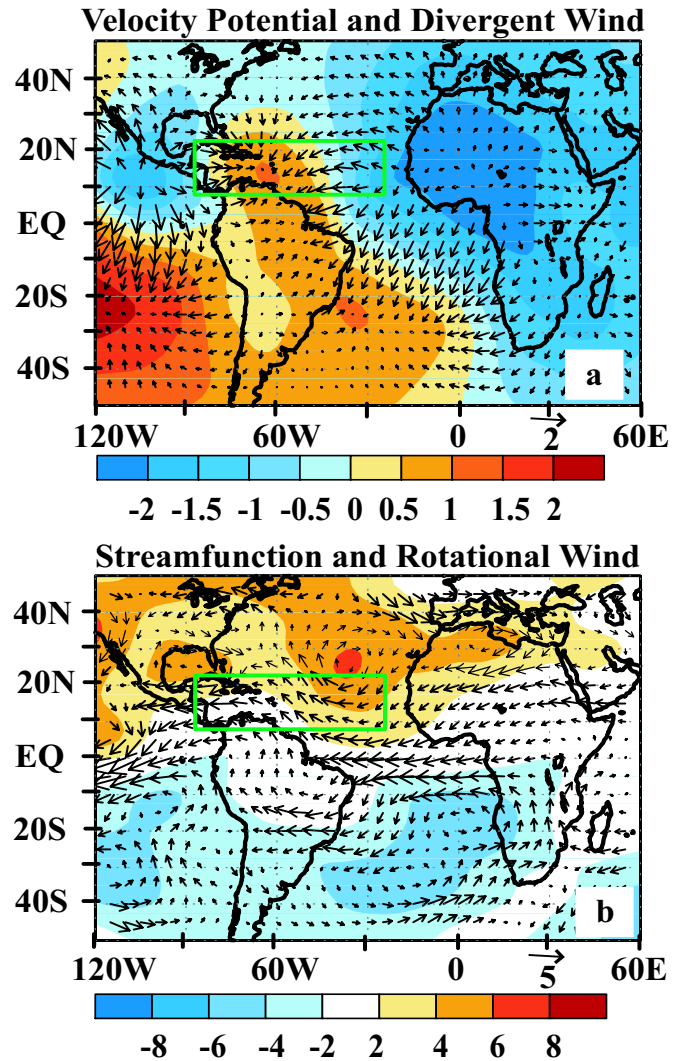 Velocity Potential and Divergent Wind
40N
20N
EQ
20S
40S
a
120W 60W 0 2 60E
-2 -1.5 -1 -0.5 0 0.5 1 1.5 2
Streamfunction and Rotational Wind
40N
20N
EQ
20S
40S
b
120W 60W 0 5 60E
-8 -6 -4 -2 2 4 6 8